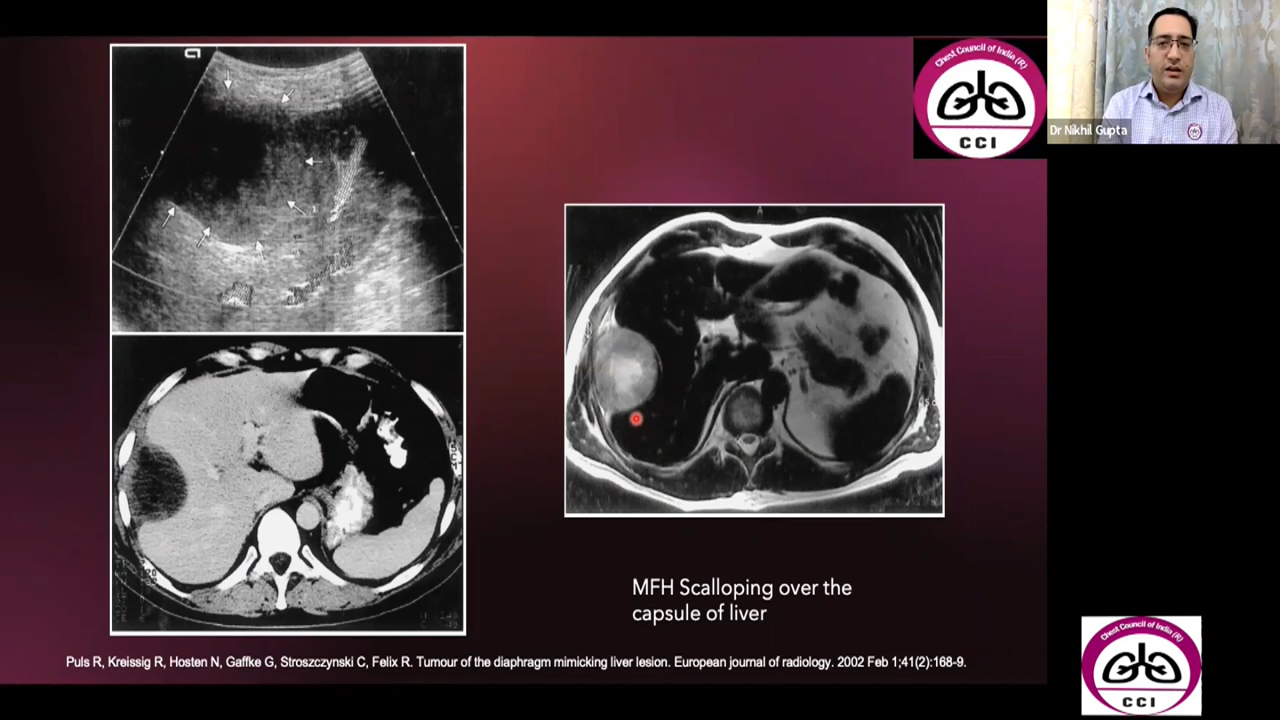 Chest Council of India (R)
CCI
Dr Nikhil Gupta
MFH Scalloping over the
capsule of liver
Puls R, Kreissig R, Hosten N, Gaffke G, Stroszczynski C, Felix R. Tumour of the diaphragm mimicking liver lesion. European journal of radiology. 2002 Feb 1;41(2):168-9.
Chest Council of India (R)
CCI